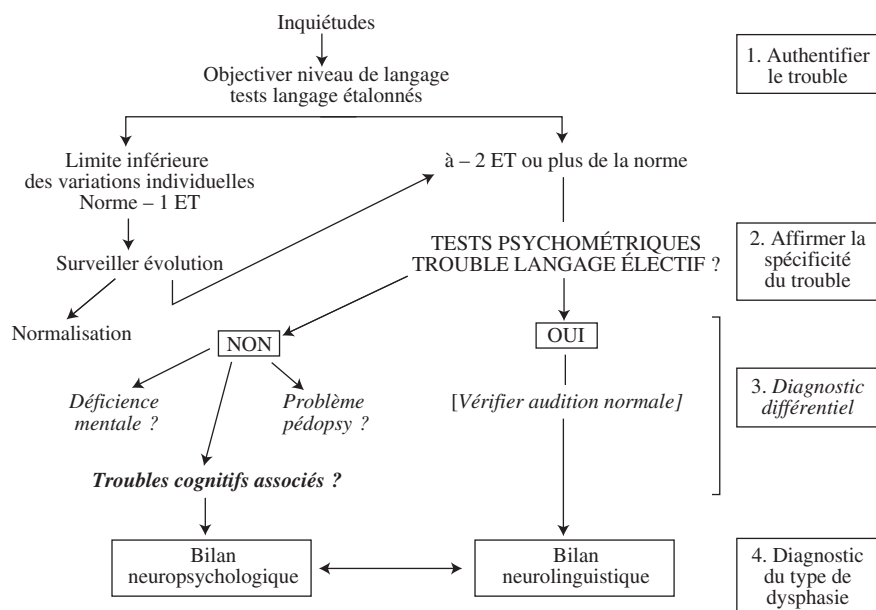 Inquiétudes
1. Authentifier
le trouble
Objectiver niveau de langage
tests langage étalonnés
Limite inférieure
des variations individuelles
Norme – 1 ET
à – 2 ET ou plus de la norme
Surveiller évolution
TESTS PSYCHOMÉTRIQUES
TROUBLE LANGAGE ÉLECTIF ?
2. Affirmer la
spécificité
du trouble
Normalisation
NON
OUI
Déficience
mentale ?
Problème
pédopsy ?
[Vérifier audition normale]
3. Diagnostic
différentiel
Troubles cognitifs associés ?
Bilan
neuropsychologique
Bilan
neurolinguistique
4. Diagnostic
du type de
dysphasie